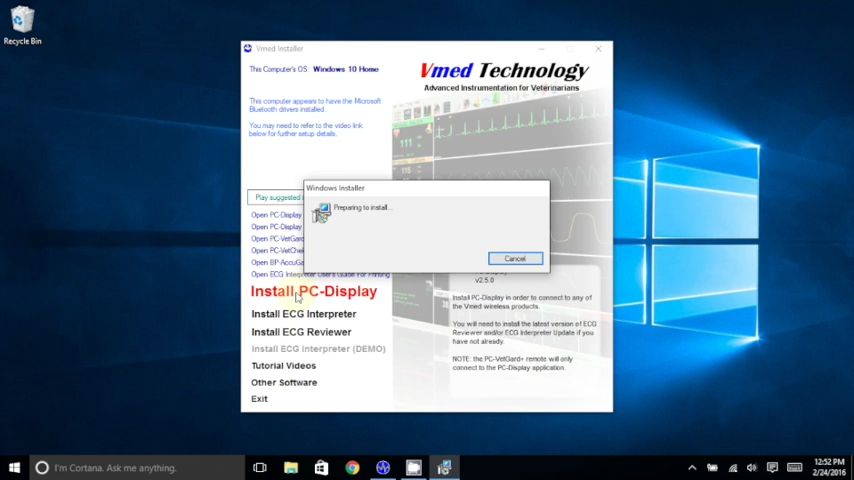 Recycle Bin
Vmed Installer
This Computer's OS: Windows 10 Home
Vmed Technology
Advanced Instrumentation for Veterinarians
This computer appears to have the Microsoft
Bluetooth drivers installed.
You may need to refer to the video link
below for further setup details.
111
115
Windows Installer
Preparing to install...
Cancel
Play suggested
Open PC-Display
Open PC-Display
Open PC-VetGard
Open PC-VetChek
Open BP-AccuGa
Open ECG Interpreter User's Guide For Printing
Install PC-Display
Install ECG Interpreter
Install ECG Reviewer
Install ECG Interpreter (DEMO)
Tutorial Videos
Other Software
Exit
v2.5.0
Install PC-Display in order to connect to any of
the Vmed wireless products.
You will need to install the latest version of ECG
Reviewer and/or ECG Interpreter Update if you
have not already.
NOTE: the PC-VetGard+ remote will only
connect to the PC-Display application.
I'm Cortana. Ask me anything.
12:52 PM
2/24/2016